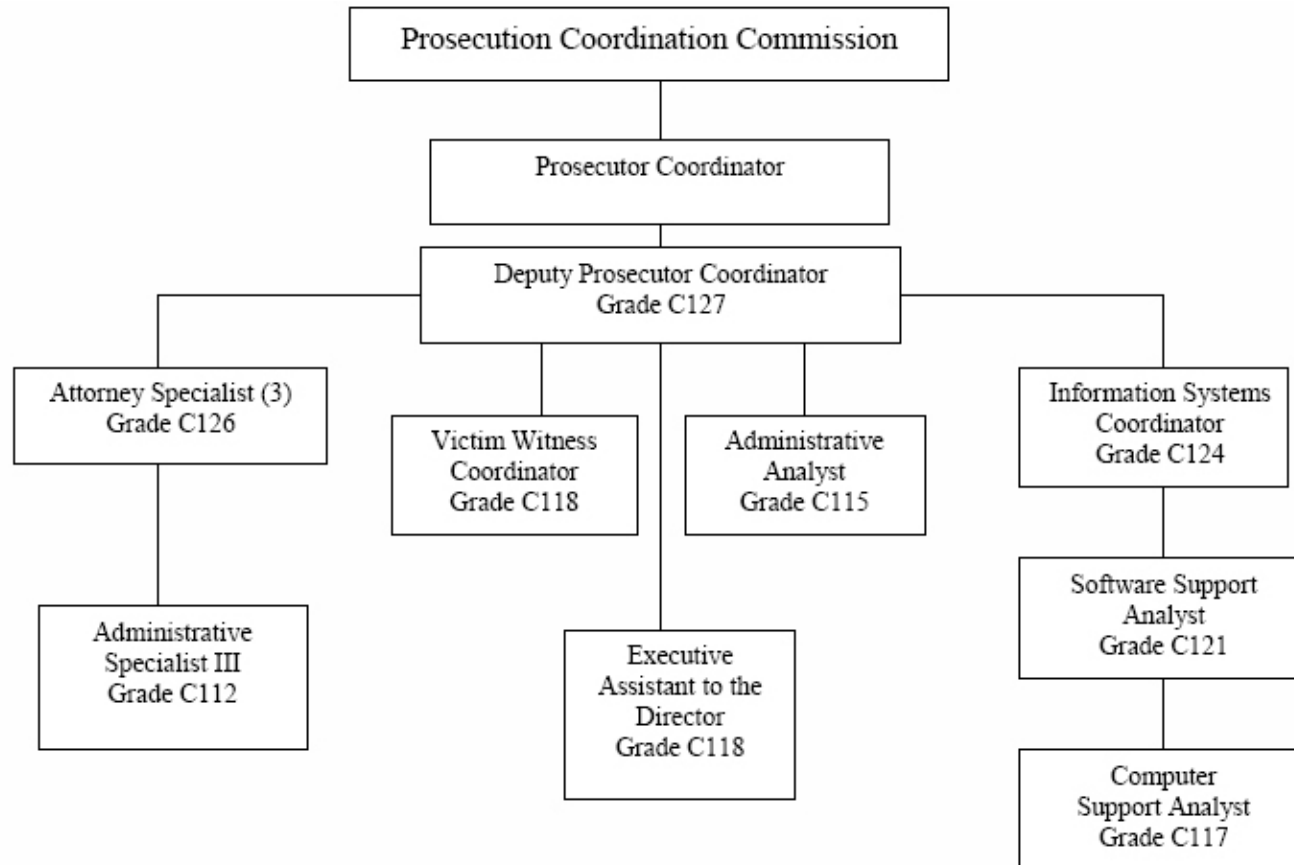 Prosecution Coordination Commission
Prosecutor Coordinator
Deputy Prosecutor Coordinator
Grade C127
Attorney Specialist (3)
Grade C126
Victim Witness
Coordinator
Grade C118
Administrative
Analyst
Grade C115
Information Systems
Coordinator
Grade C124
Administrative
Specialist III
Grade C112
Executive
Assistant to the
Director
Grade C118
Software Support
Analyst
Grade C121
Computer
Support Analyst
Grade C117